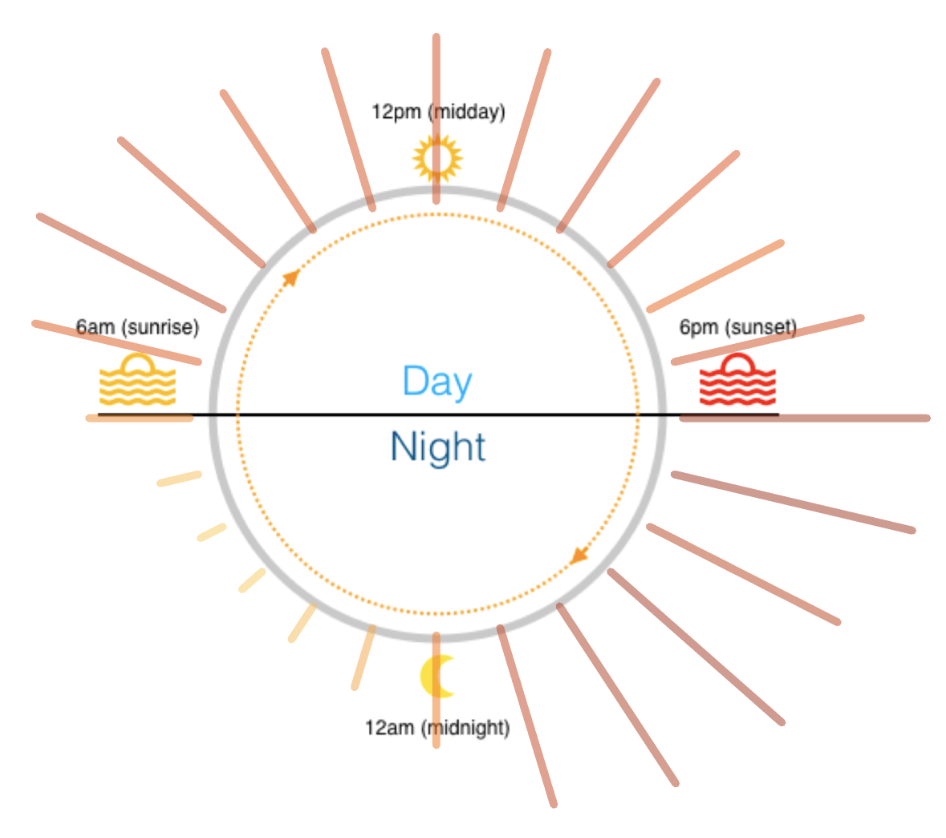 12pm (midday)
6am (sunrise)
6pm (sunset)
Day
Night
12am (midnight)